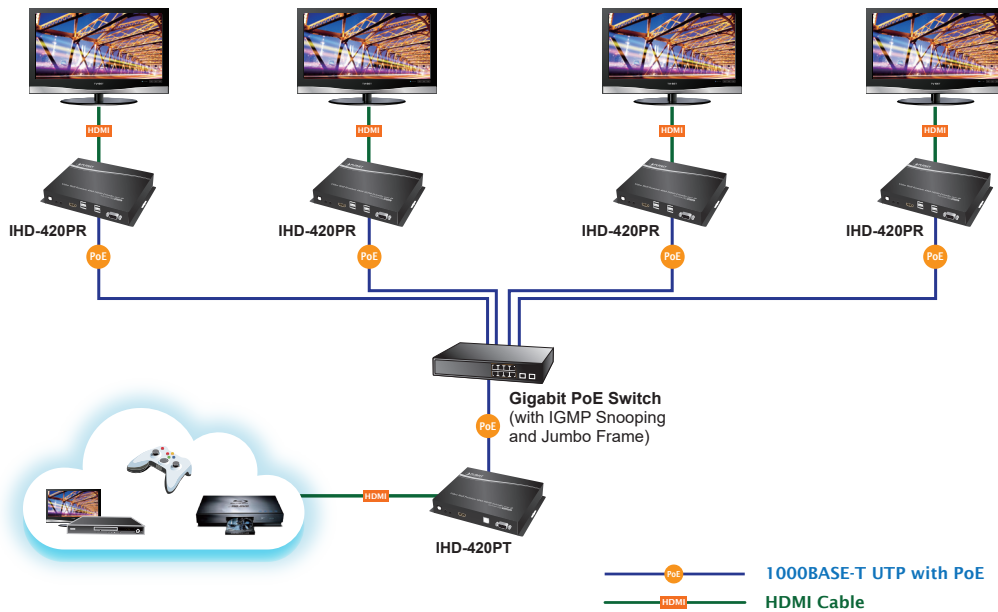 HDMI
HDMI
HDMI
HDMI
IHD-420PR
IHD-420PR
IHD-420PR
IHD-420PR
PoE
PoE
PoE
PoE
Gigabit PoE Switch
(with IGMP Snooping
and Jumbo Frame)
PoE
HDMI
IHD-420PT
PoE
1000BASE-T UTP with PoE
HDMI
HDMI Cable